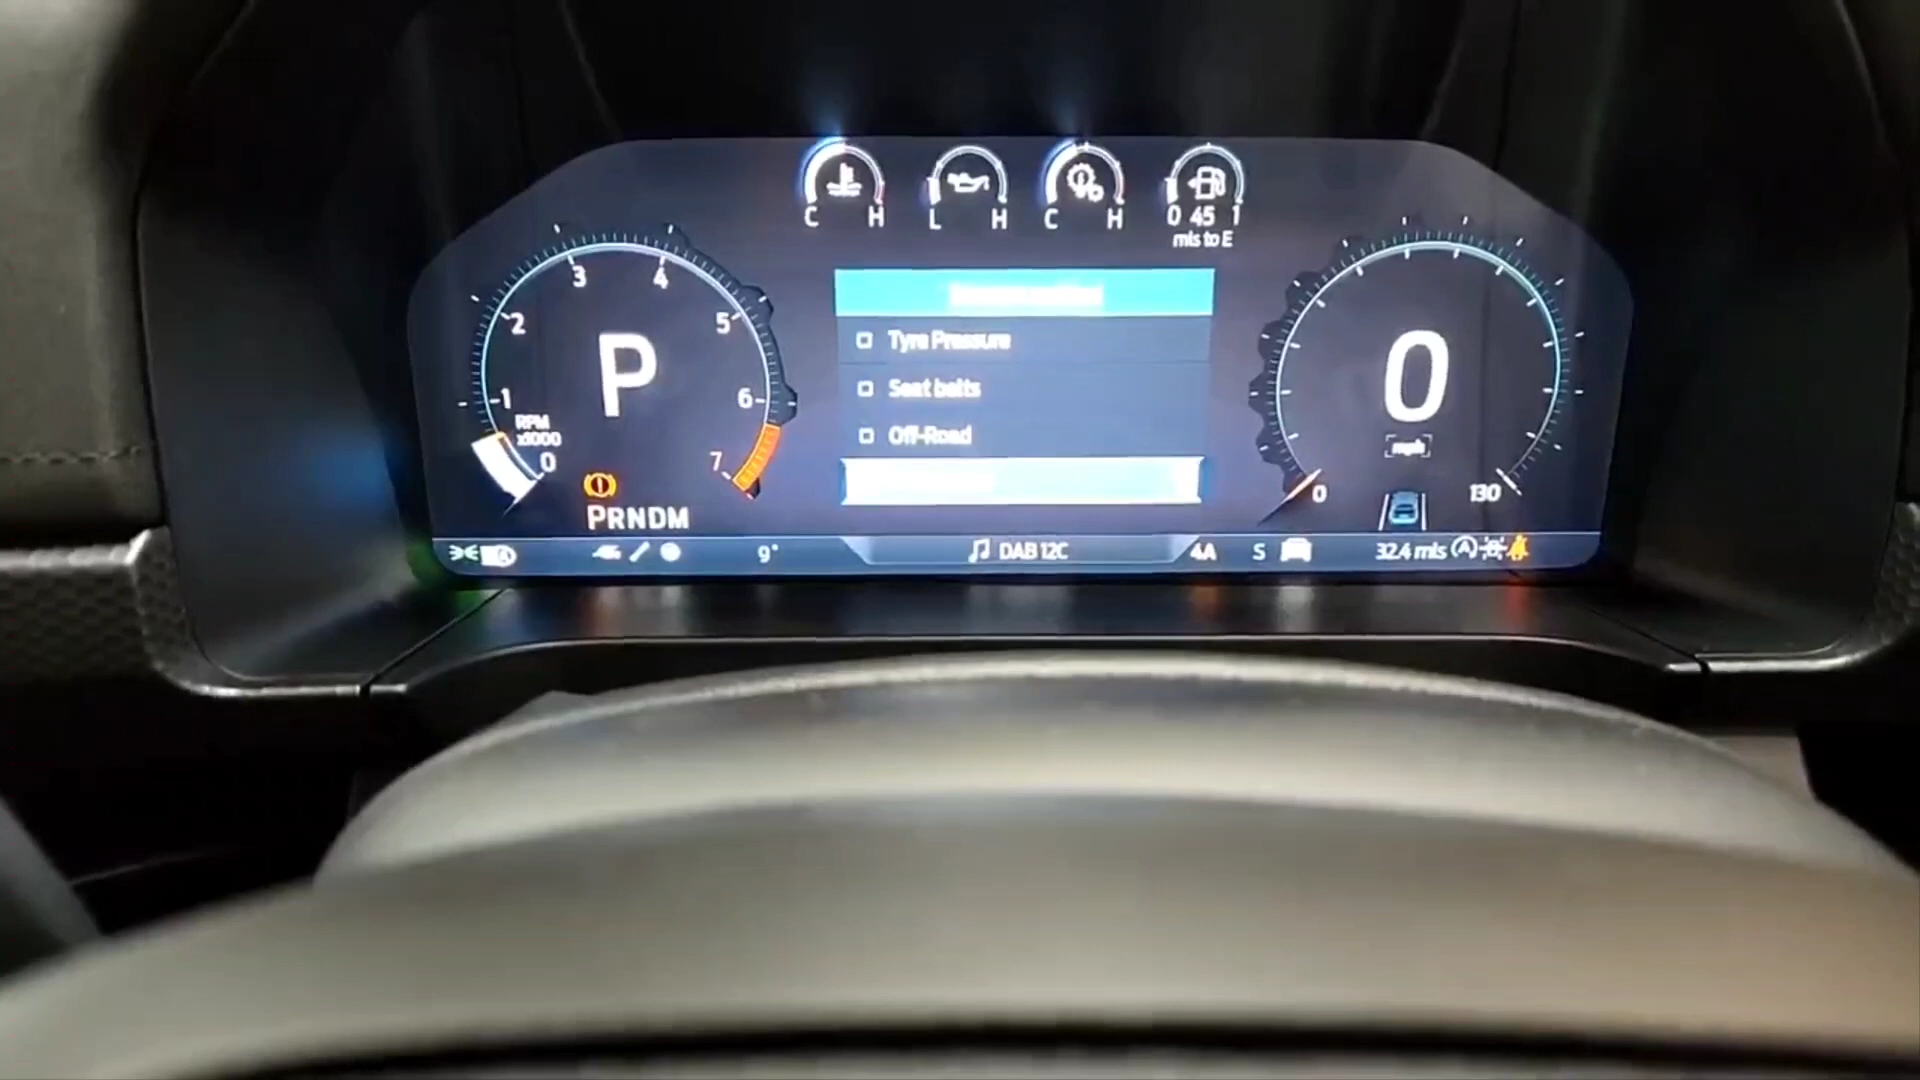 C H
L H
C H
0 45 1
mls to E
Tyre Pressure
Seat belts
Off-Road
0 1 2 3 4 5 6 7
RPM
x1000
P
PRNDM
0
mph
0 130
9°
DAB 12C
4A
S
32.4 mls
A